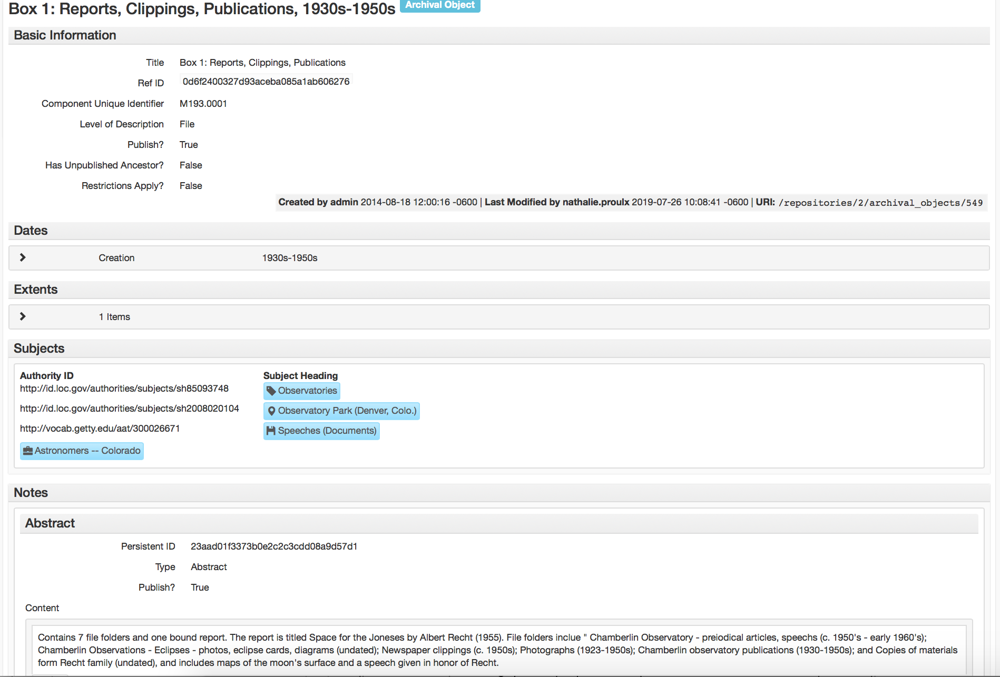 Box 1: Reports, Clippings, Publications, 1930s-1950s Archival Object
Basic Information
Title Box 1: Reports, Clippings, Publications
Ref ID 0d6f2400327d93aceba085a1ab606276
Component Unique Identifier M193.0001
Level of Description File
Publish? True
Has Unpublished Ancestor? False
Restrictions Apply? False
Created by admin 2014-08-18 12:00:16 -0600 | Last Modified by nathalie.proulx 2019-07-26 10:08:41 -0600 | URI: /repositories/2/archival_objects/549
Dates
Creation 1930s-1950s
Extents
1 Items
Subjects
Authority ID Subject Heading
http://id.loc.gov/authorities/subjects/sh85093748 Observatories
http://id.loc.gov/authorities/subjects/sh2008020104 Observatory Park (Denver, Colo.)
http://vocab.getty.edu/aat/300026671 Speeches (Documents)
Astronomers -- Colorado
Notes
Abstract
Persistent ID 23aad01f3373b0e2c2c3cdd08a9d57d1
Type Abstract
Publish? True
Content
Contains 7 file folders and one bound report. The report is titled Space for the Joneses by Albert Recht (1955). File folders inclue " Chamberlin Observatory - preiodical articles, speechs (c. 1950's - early 1960's);
Chamberlin Observations - Eclipses - photos, eclipse cards, diagrams (undated); Newspaper clippings (c. 1950s); Photographs (1923-1950s); Chamberlin observatory publications (1930-1950s); and Copies of materials
form Recht family (undated), and includes maps of the moon's surface and a speech given in honor of Recht.